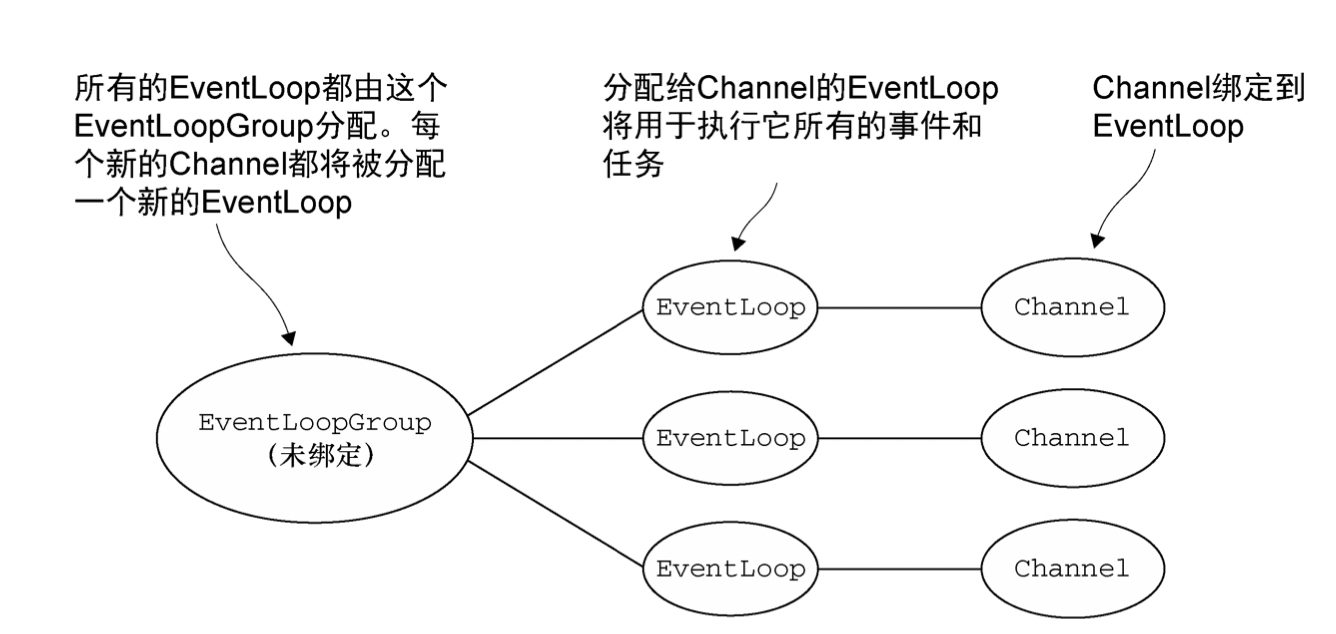 所有的EventLoop都由这个
EventLoopGroup分配。每
个新的Channel都将被分配
一个新的EventLoop
分配给Channel的EventLoop
将用于执行它所有的事件和
任务
Channel绑定到
EventLoop
EventLoop
Channel
EventLoopGroup
(未绑定)
EventLoop
Channel
EventLoop
Channel